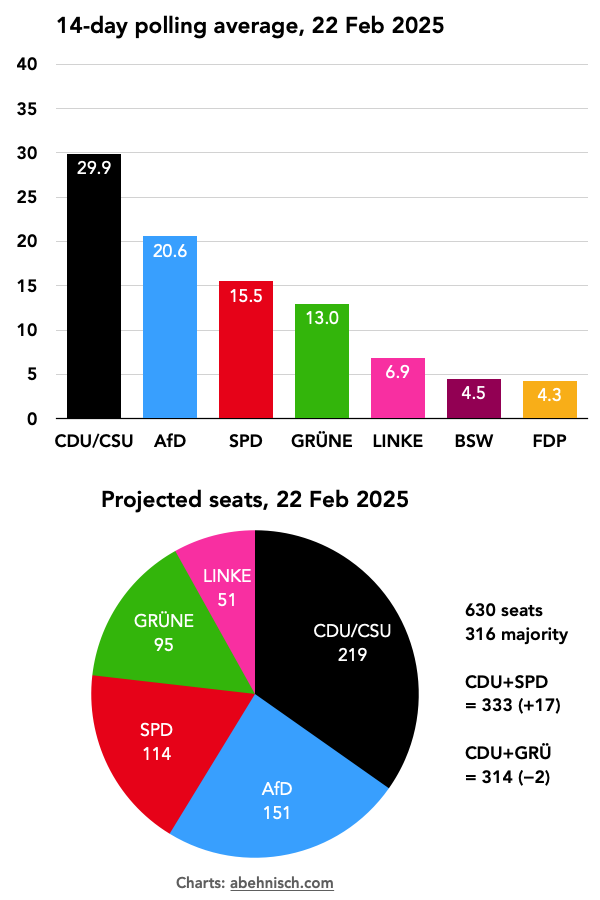 14-day polling average, 22 Feb 2025
40
35
30
25
20
15
10
5
0
29.9
20.6
15.5
13.0
6.9
4.5
4.3
CDU/CSU AfD SPD GRÜNE LINKE BSW FDP
Projected seats, 22 Feb 2025
LINKE
51
GRÜNE
95
CDU/CSU
219
SPD
114
AfD
151
630 seats
316 majority
CDU+SPD
= 333 (+17)
CDU+GRÜ
= 314 (−2)
Charts: abehnisch.com